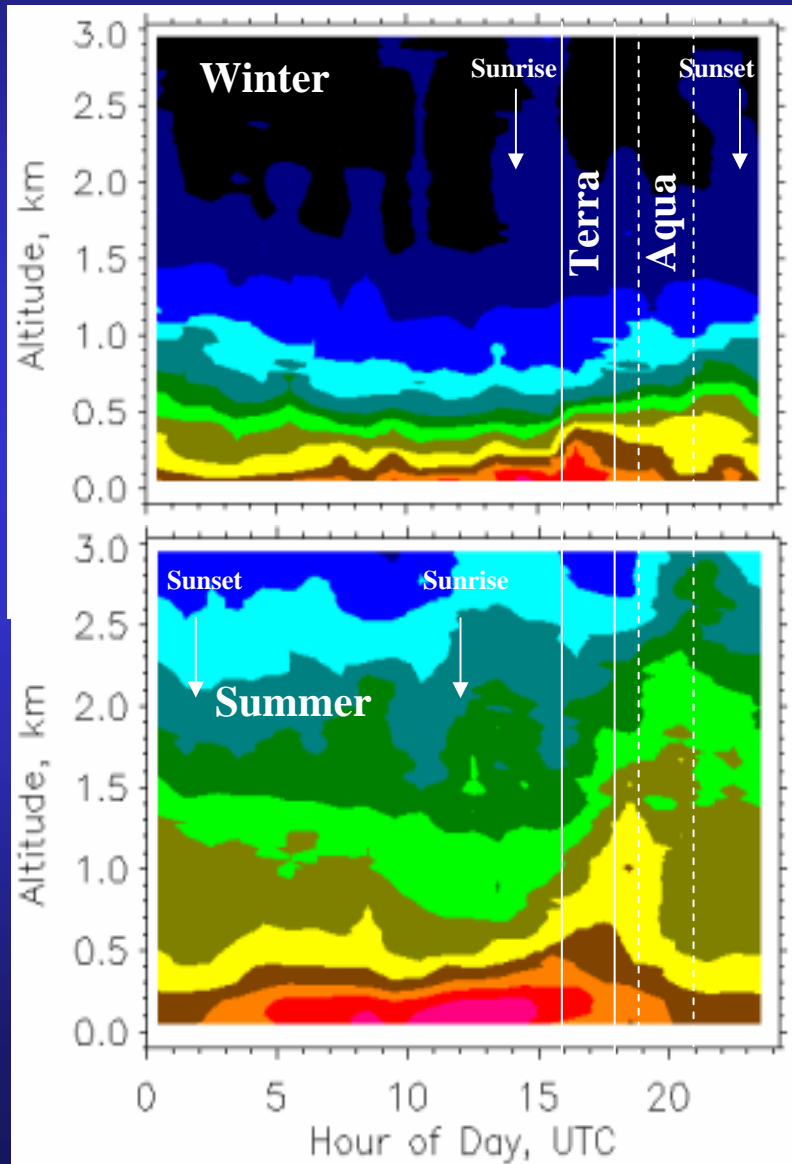 3.0
2.5
2.0
1.5
1.0
0.5
0.0
Altitude, km
Winter
Sunrise
Sunset
Terra
Aqua
3.0
2.5
2.0
1.5
1.0
0.5
0.0
Altitude, km
Sunset
Sunrise
Summer
0 5 10 15 20
Hour of Day, UTC